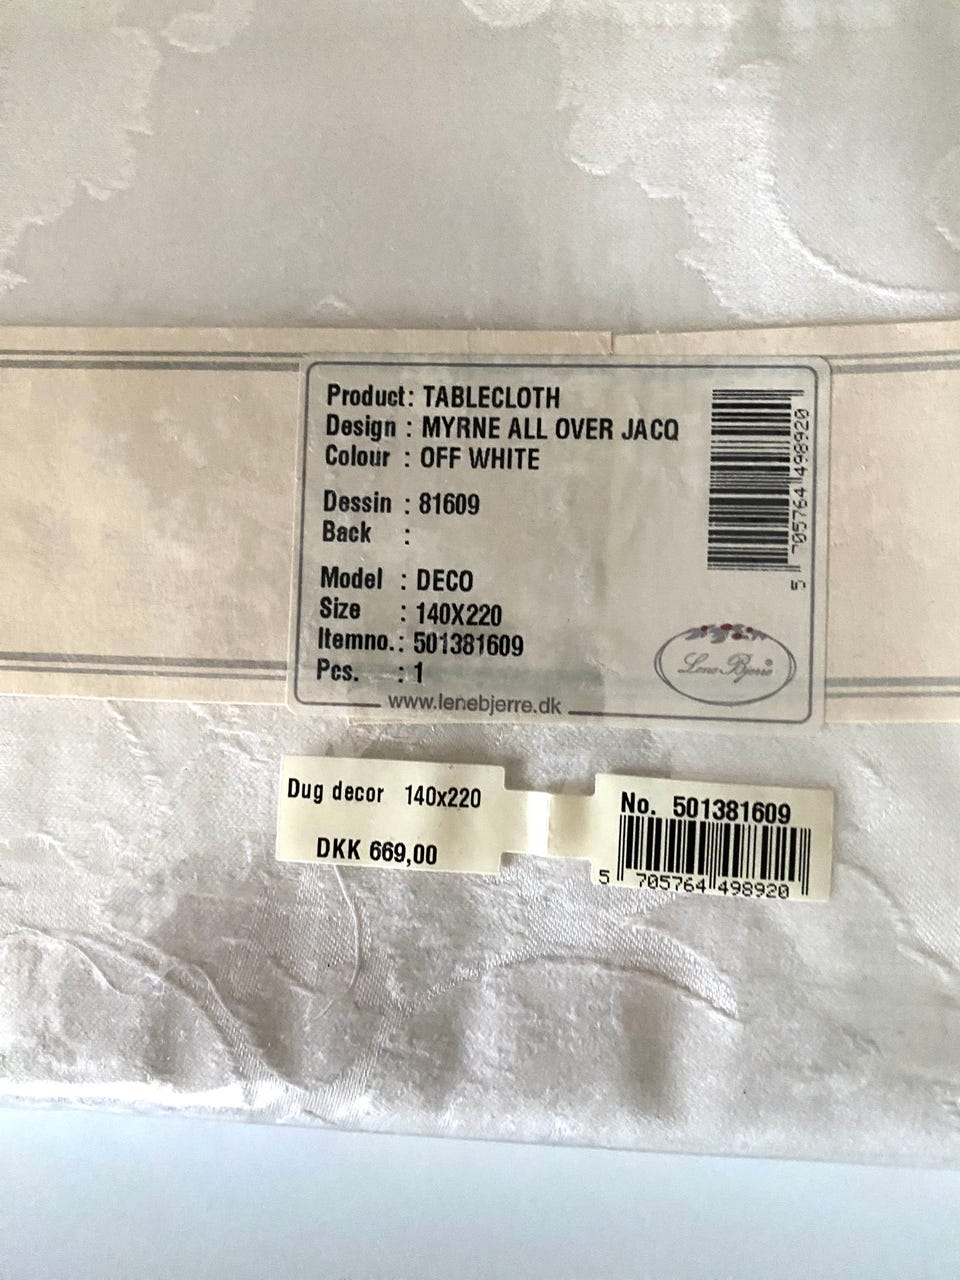 Product: TABLECLOTH
Design : MYRNE ALL OVER JACQ
Colour : OFF WHITE
Dessin : 81609
Back :
Model : DECO
Size : 140X220
Itemno.: 501381609
Pcs. : 1
www.lenebjerre.dk
5 705764 498920
Lene Bjerre®
Dug decor 140x220
DKK 669,00
No. 501381609
5 705764 498920